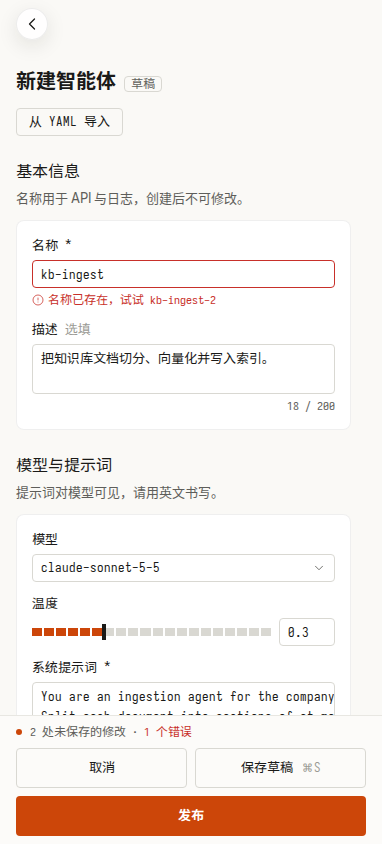 新建智能体 草稿
从 YAML 导入
基本信息
名称用于 API 与日志，创建后不可修改。
名称 *
kb-ingest
名称已存在，试试 kb-ingest-2
描述 选填
把知识库文档切分、向量化并写入索引。
18 / 200
模型与提示词
提示词对模型可见，请用英文书写。
模型
claude-sonnet-5-5
温度
0.3
系统提示词 *
You are an ingestion agent for the company
2 处未保存的修改 · 1 个错误
取消
保存草稿 ⌘S
发布